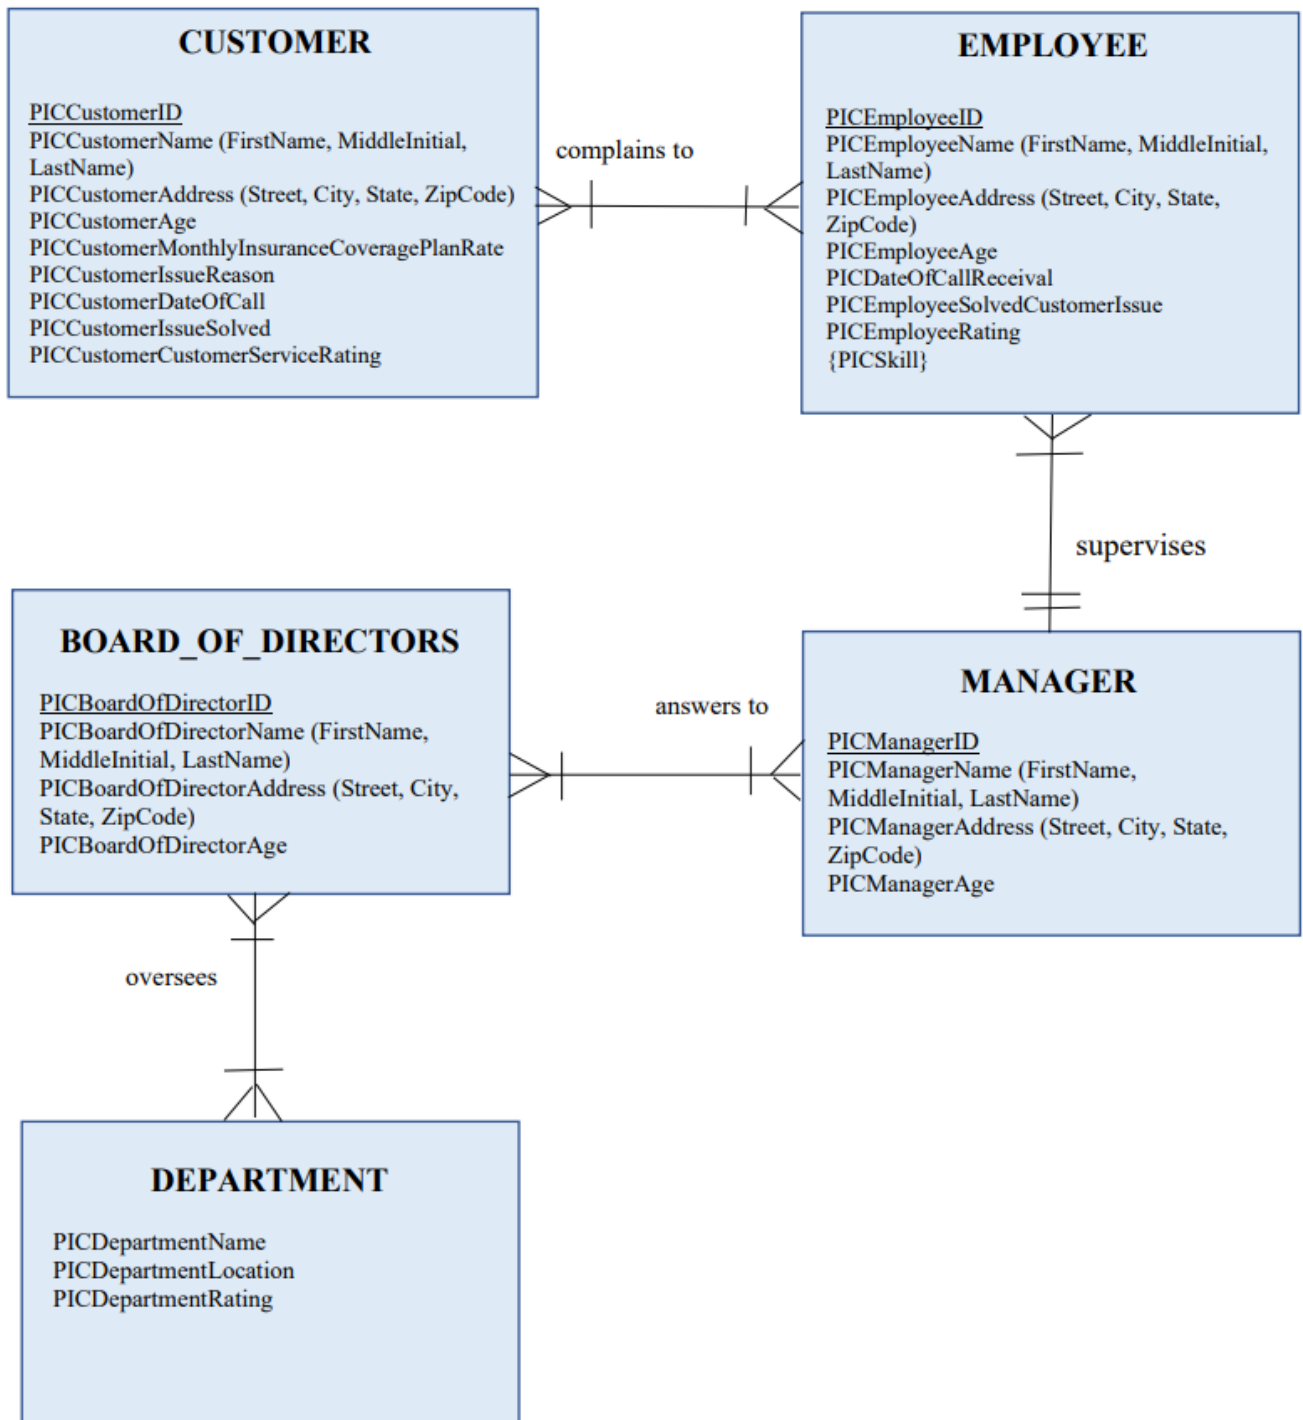 CUSTOMER
PICCustomerID
PICCustomerName (FirstName, MiddleInitial,
LastName)
PICCustomerAddress (Street, City, State, ZipCode)
PICCustomerAge
PICCustomerMonthlyInsuranceCoveragePlanRate
PICCustomerIssueReason
PICCustomerDateOfCall
PICCustomerIssueSolved
PICCustomerCustomerServiceRating
complains to
EMPLOYEE
PICEmployeeID
PICEmployeeName (FirstName, MiddleInitial,
LastName)
PICEmployeeAddress (Street, City, State,
ZipCode)
PICEmployeeAge
PICDateOfCallReceival
PICEmployeeSolvedCustomerIssue
PICEmployeeRating
{PICSkill}
supervises
BOARD_OF_DIRECTORS
PICBoardOfDirectorID
PICBoardOfDirectorName (FirstName,
MiddleInitial, LastName)
PICBoardOfDirectorAddress (Street, City,
State, ZipCode)
PICBoardOfDirectorAge
answers to
MANAGER
PICManagerID
PICManagerName (FirstName,
MiddleInitial, LastName)
PICManagerAddress (Street, City, State,
ZipCode)
PICManagerAge
oversees
DEPARTMENT
PICDepartmentName
PICDepartmentLocation
PICDepartmentRating